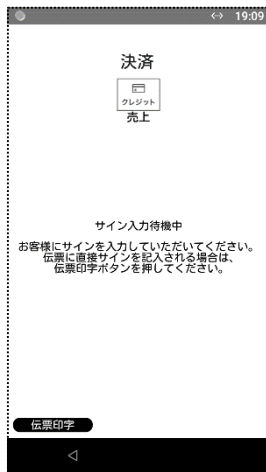 19:09
決済
クレジット
売上
サイン入力待機中
お客様にサインを入力していただいてください。
伝票に直接サインを記入される場合は、
伝票印字ボタンを押してください。
伝票印字